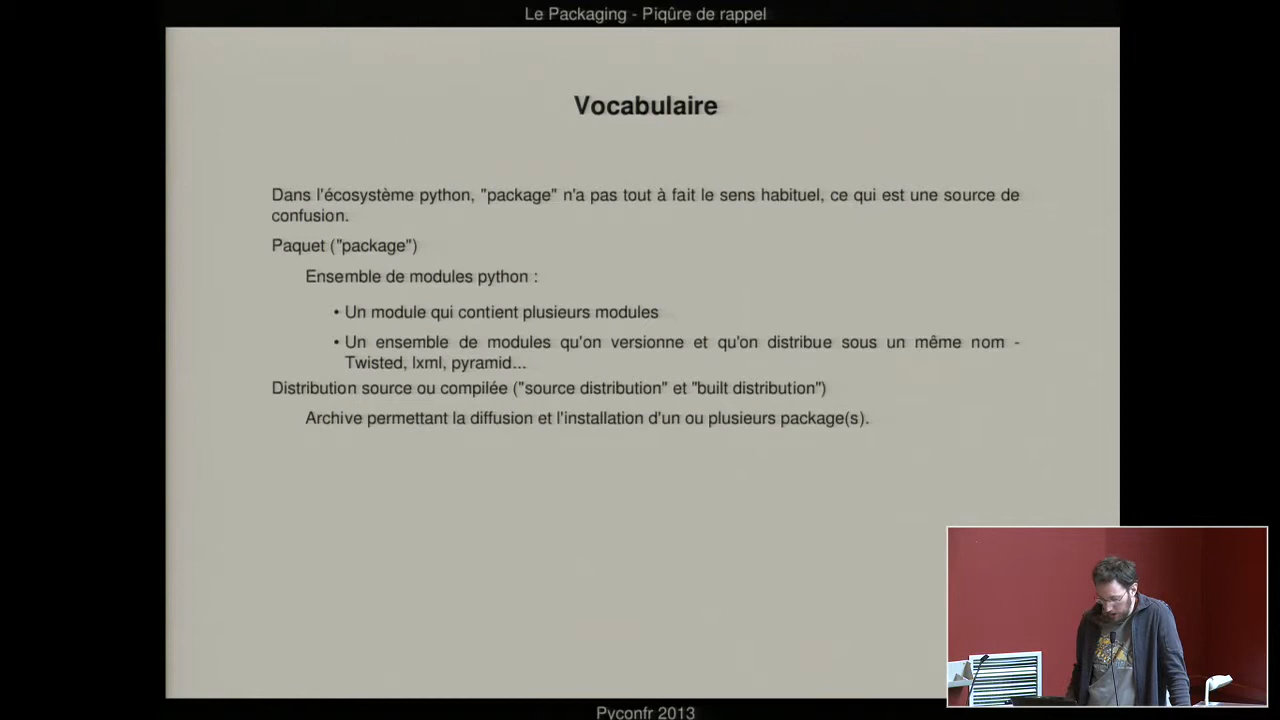 Le Packaging - Piqûre de rappel
Vocabulaire
Dans l'écosystème python, "package" n'a pas tout à fait le sens habituel, ce qui est une source de
confusion.
Paquet ("package")
Ensemble de modules python :
• Un module qui contient plusieurs modules
• Un ensemble de modules qu'on versionne et qu'on distribue sous un même nom -
Twisted, lxml, pyramid...
Distribution source ou compilée ("source distribution" et "built distribution")
Archive permettant la diffusion et l'installation d'un ou plusieurs package(s).
Pyconfr 2013